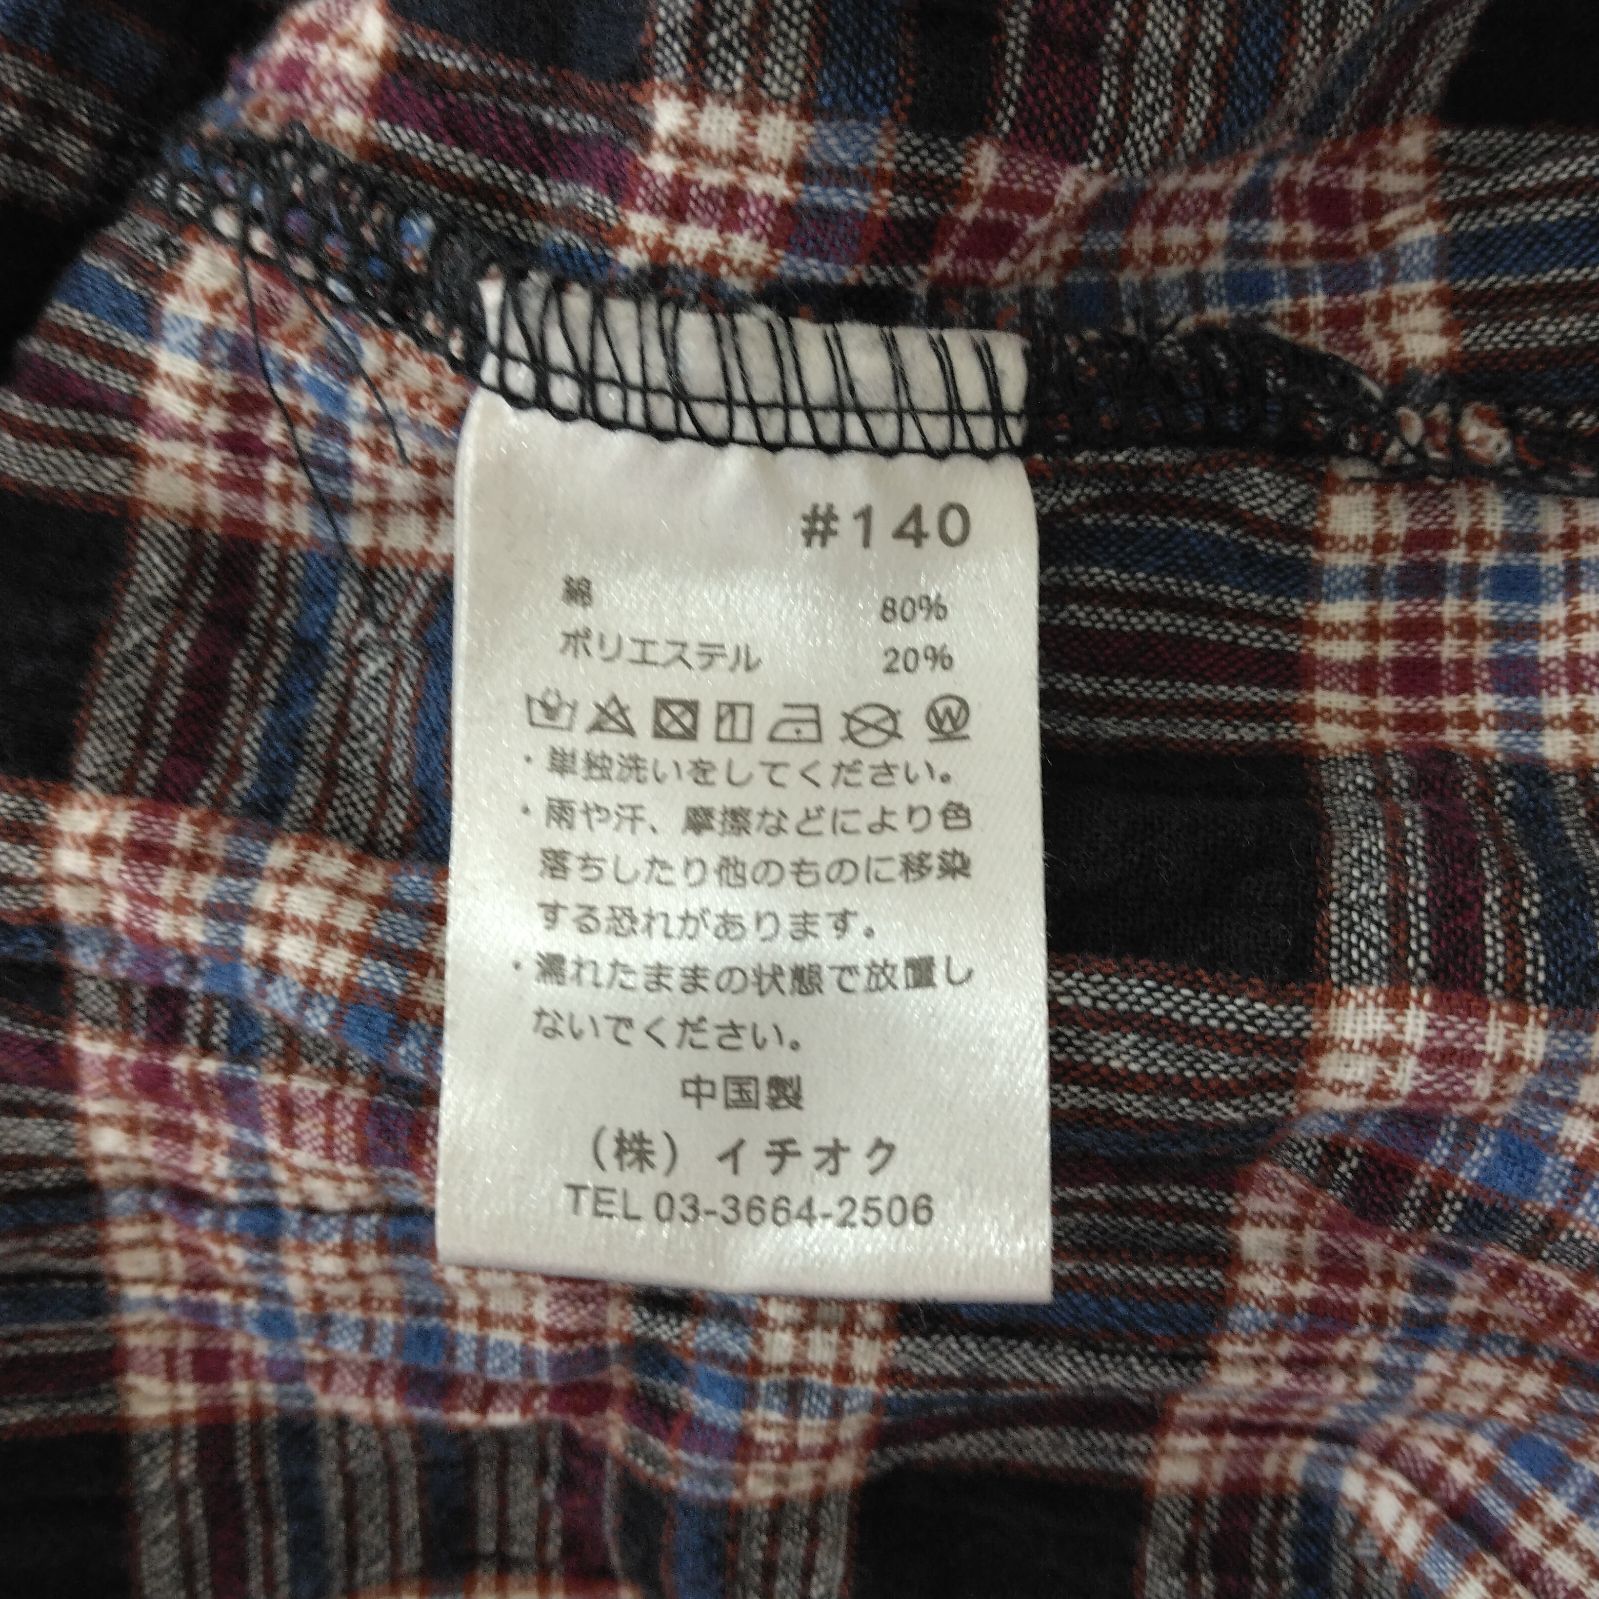 #140
綿 80%
ポリエステル 20%
・単独洗いをしてください。
・雨や汗、摩擦などにより色
落ちしたり他のものに移染
する恐れがあります。
・濡れたままの状態で放置し
ないでください。
中国製
(株)イチオク
TEL 03-3664-2506